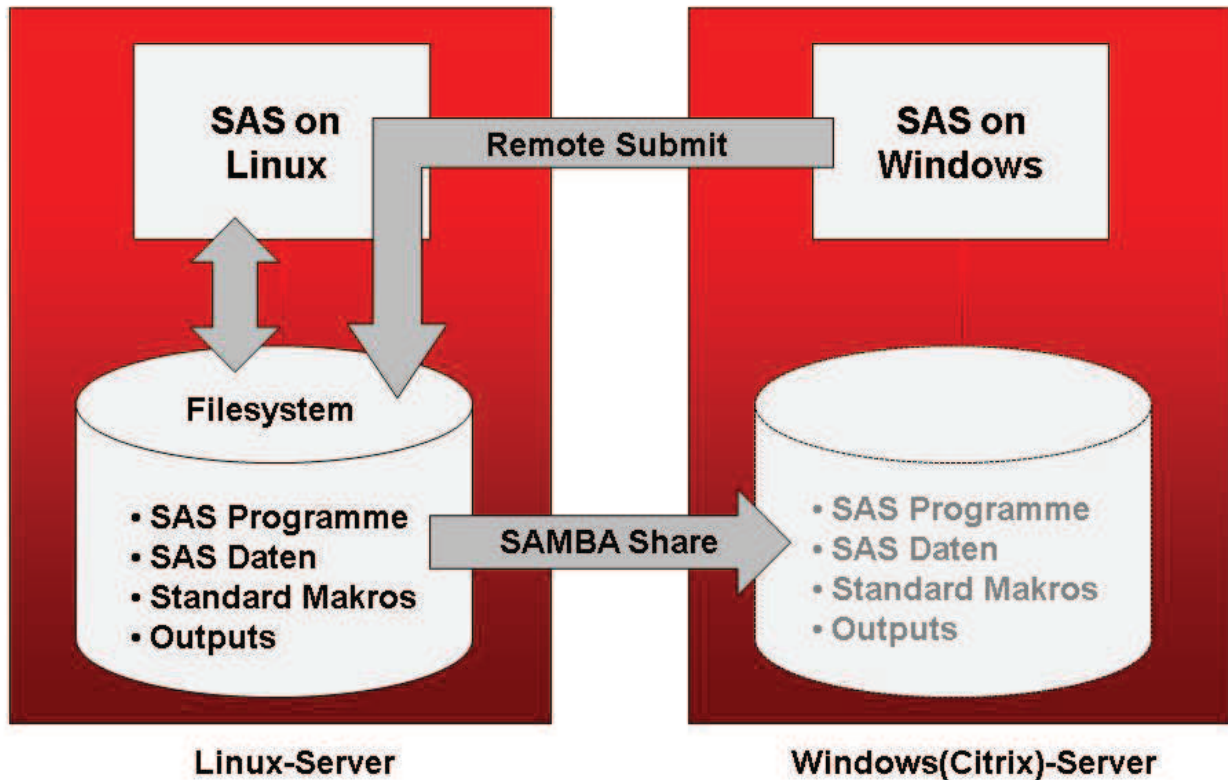 SAS on
Linux
Remote Submit
SAS on
Windows
Filesystem
• SAS Programme
• SAS Daten
• Standard Makros
• Outputs
SAMBA Share
• SAS Programme
• SAS Daten
• Standard Makros
• Outputs
Linux-Server
Windows(Citrix)-Server